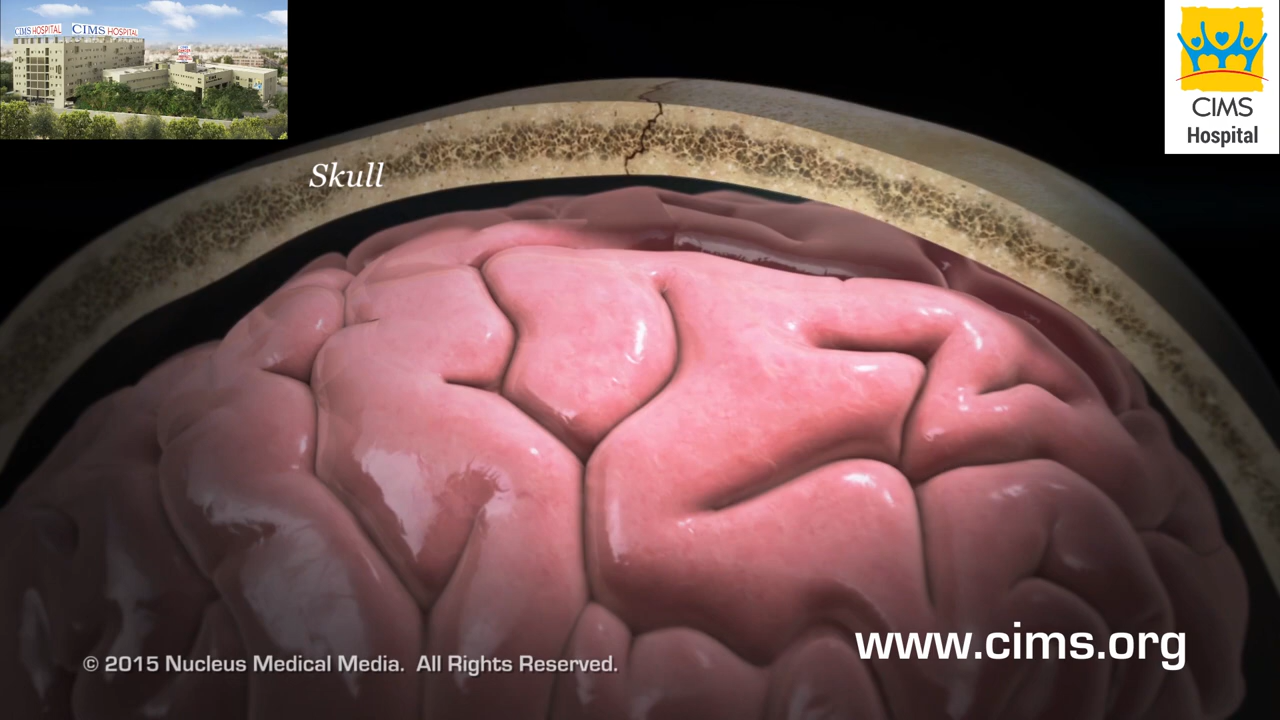 CIMS HOSPITAL CIMS HOSPITAL
CIMS
Hospital
Skull
www.cims.org
© 2015 Nucleus Medical Media. All Rights Reserved.